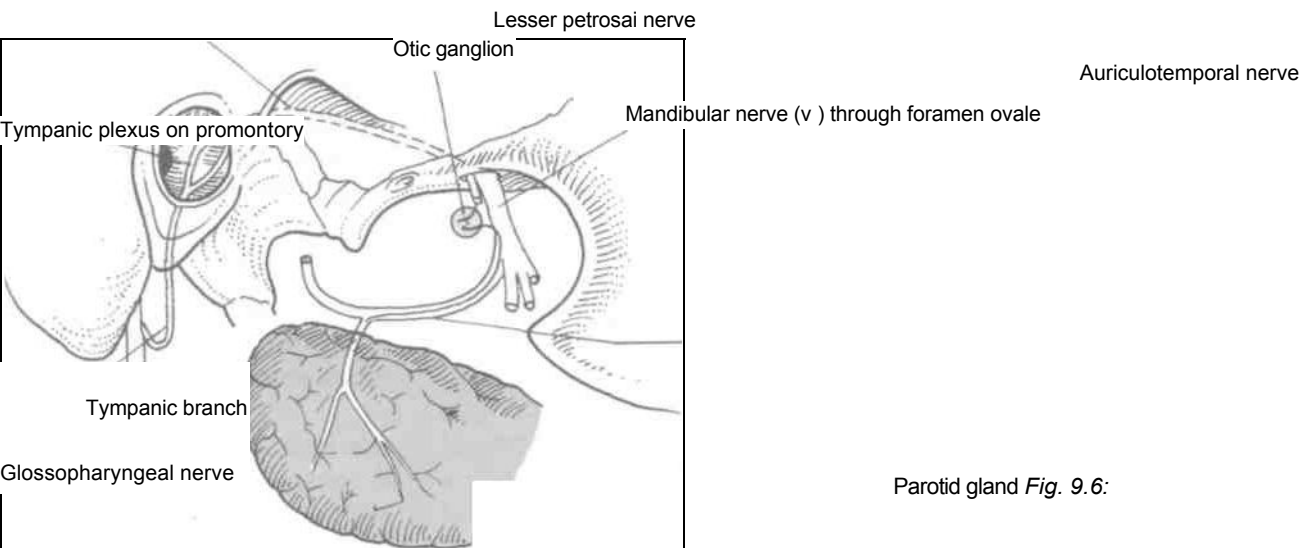 Lesser petrosai nerve
Otic ganglion
Auriculotemporal nerve
Mandibular nerve (v ) through foramen ovale
Tympanic plexus on promontory
Tympanic branch
Glossopharyngeal nerve
Parotid gland Fig. 9.6: